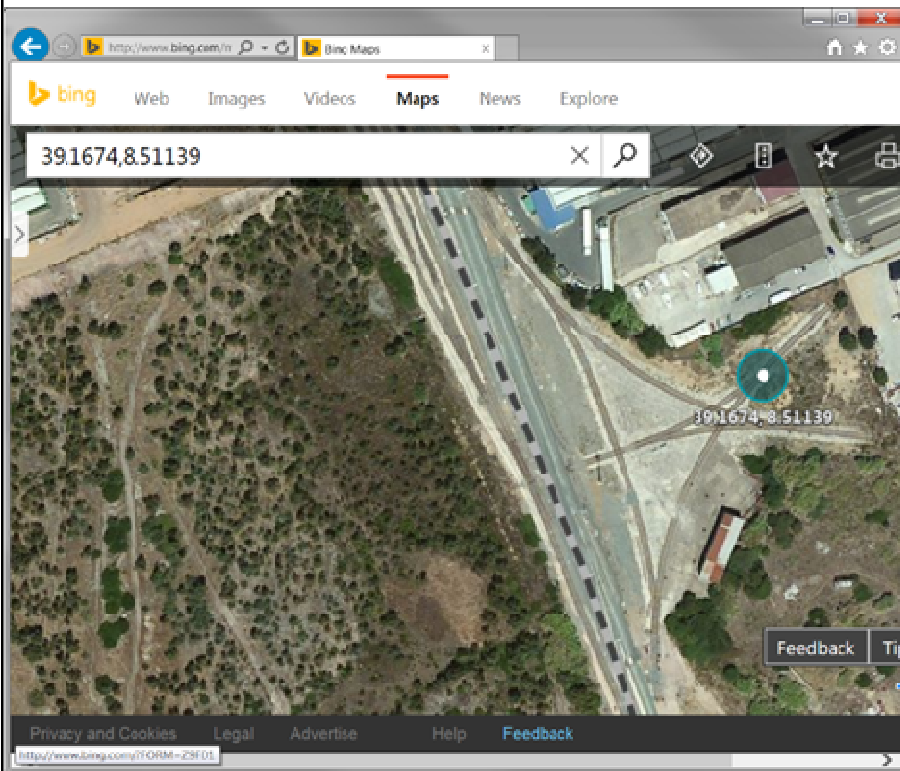 http://www.bing.com/m
Bing Maps
bing
Web Images Videos Maps News Explore
39.1674,8.51139
39.1674, 8.51139
Feedback Ti
Privacy and Cookies Legal Advertise Help Feedback
http://www.bing.com/?FORM=Z9FD1